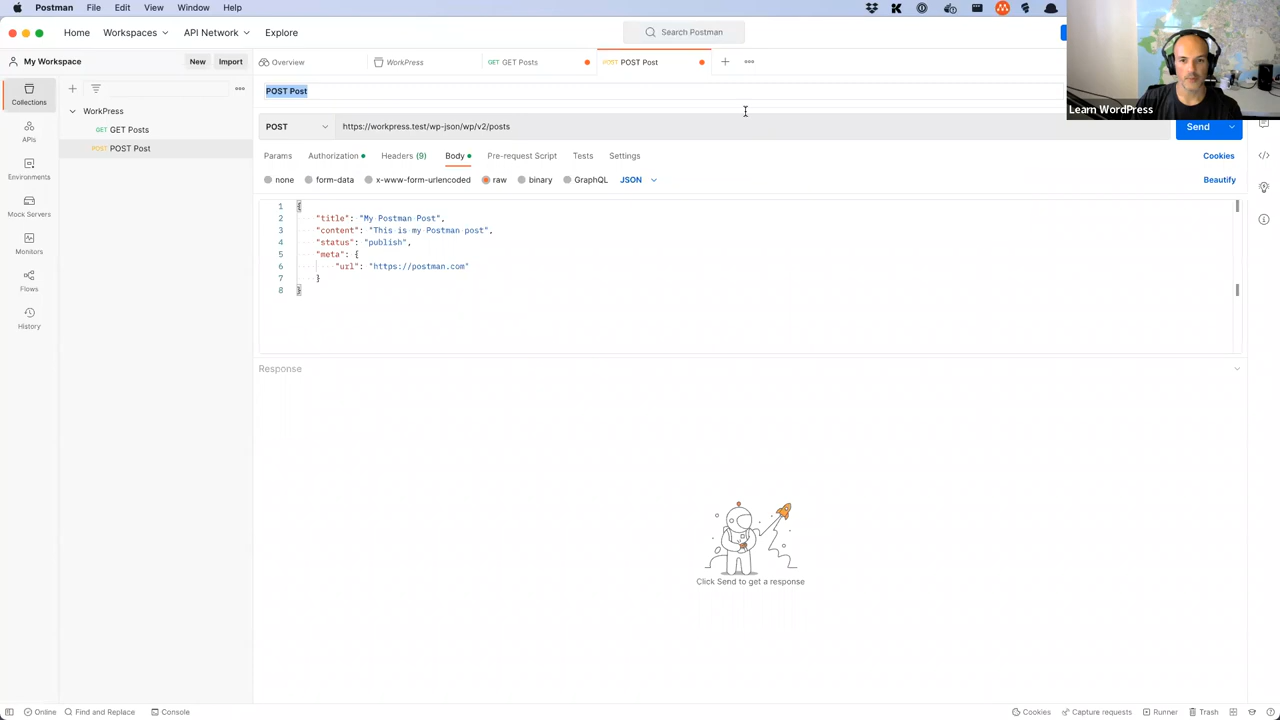 Postman File Edit View Window Help
Home Workspaces API Network Explore
Search Postman
My Workspace New Import
Overview WorkPress GET GET Posts POST POST Post
Collections
APIs
Environments
Mock Servers
Monitors
Flows
History
WorkPress
GET GET Posts
POST POST Post
POST Post
Learn WordPress
POST https://workpress.test/wp-json/wp/v2/posts Send
Params Authorization Headers (9) Body Pre-request Script Tests Settings Cookies
none form-data x-www-form-urlencoded raw binary GraphQL JSON Beautify
1 {
2 "title": "My Postman Post",
3 "content": "This is my Postman post",
4 "status": "publish",
5 "meta": {
6 "url": "https://postman.com"
7 }
8 }
Response
Click Send to get a response
Online Find and Replace Console Cookies Capture requests Runner Trash